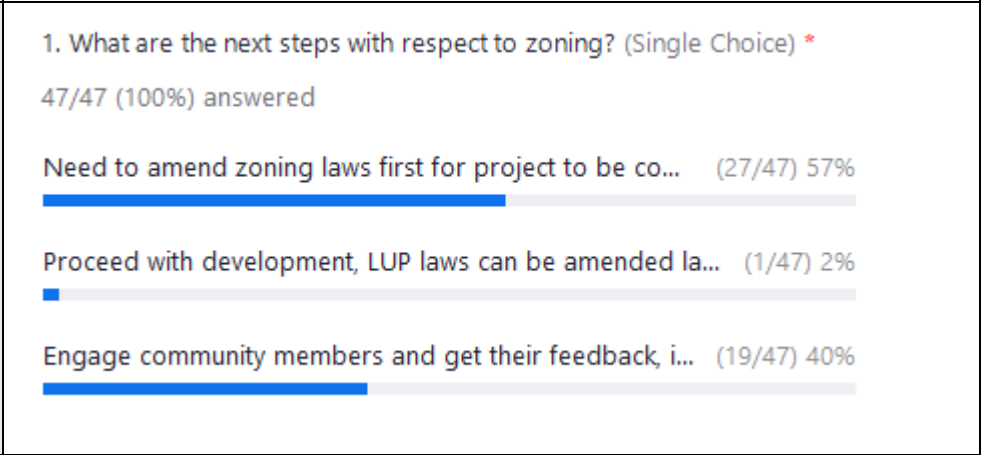 1. What are the next steps with respect to zoning? (Single Choice) *
47/47 (100%) answered
Need to amend zoning laws first for project to be co... (27/47) 57%
Proceed with development, LUP laws can be amended la... (1/47) 2%
Engage community members and get their feedback, i... (19/47) 40%